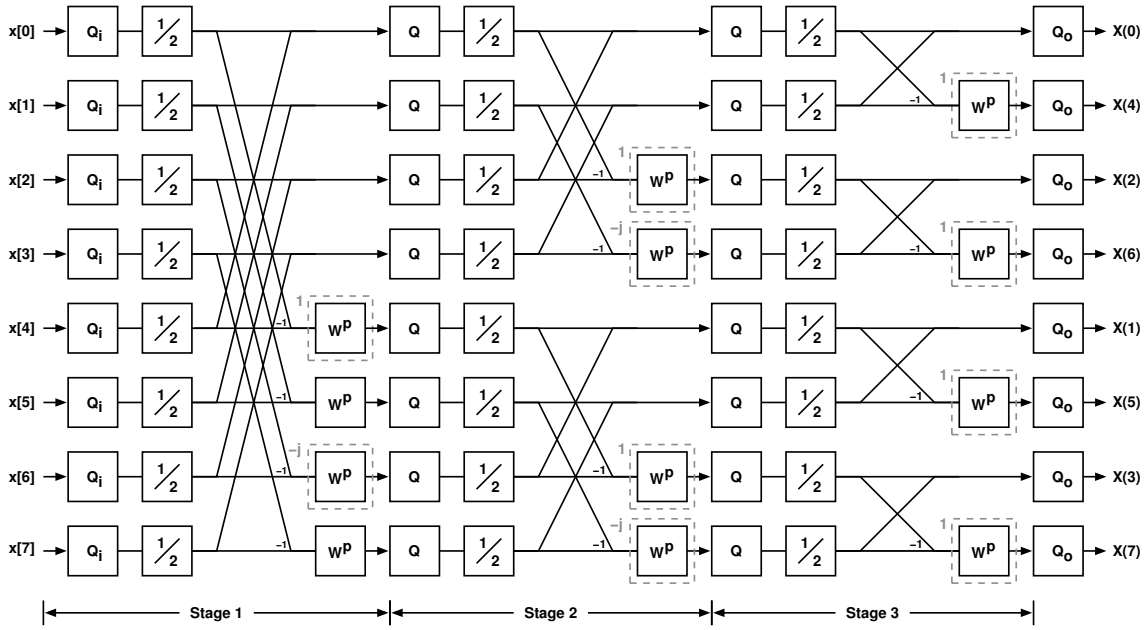 x[0] Qi 1/2 Q 1/2 Q 1/2 Qo X(0)
1
x[1] Qi 1/2 Q 1/2 Q 1/2 −1 Wp Qo X(4)
1
x[2] Qi 1/2 Q 1/2 −1 Wp Q 1/2 Qo X(2)
−j 1
x[3] Qi 1/2 Q 1/2 −1 Wp Q 1/2 −1 Wp Qo X(6)
1
x[4] Qi 1/2 −1 Wp Q 1/2 Q 1/2 Qo X(1)
1
x[5] Qi 1/2 −1 Wp Q 1/2 Q 1/2 −1 Wp Qo X(5)
−j 1
x[6] Qi 1/2 −1 Wp Q 1/2 −1 Wp Q 1/2 Qo X(3)
−j 1
x[7] Qi 1/2 −1 Wp Q 1/2 −1 Wp Q 1/2 −1 Wp Qo X(7)
Stage 1 Stage 2 Stage 3